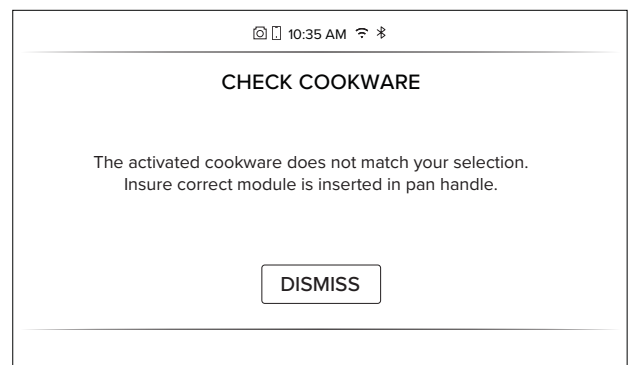 10:35 AM
CHECK COOKWARE
The activated cookware does not match your selection.
Insure correct module is inserted in pan handle.
DISMISS